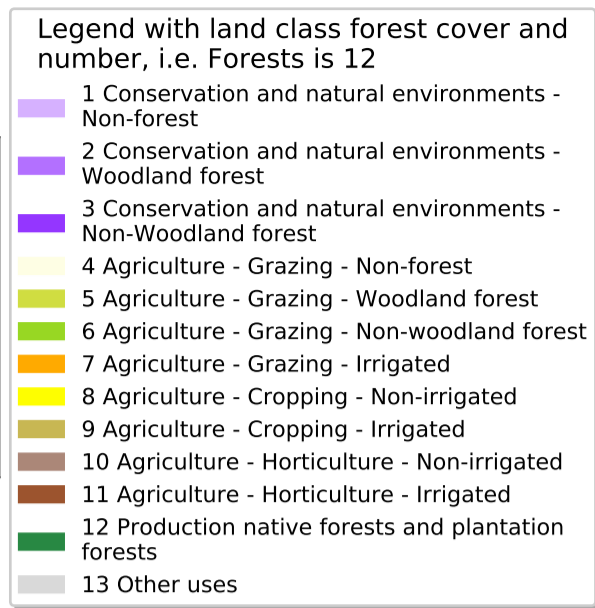 Legend with land class forest cover and
number, i.e. Forests is 12
1 Conservation and natural environments -
Non-forest
2 Conservation and natural environments -
Woodland forest
3 Conservation and natural environments -
Non-Woodland forest
4 Agriculture - Grazing - Non-forest
5 Agriculture - Grazing - Woodland forest
6 Agriculture - Grazing - Non-woodland forest
7 Agriculture - Grazing - Irrigated
8 Agriculture - Cropping - Non-irrigated
9 Agriculture - Cropping - Irrigated
10 Agriculture - Horticulture - Non-irrigated
11 Agriculture - Horticulture - Irrigated
12 Production native forests and plantation
forests
13 Other uses